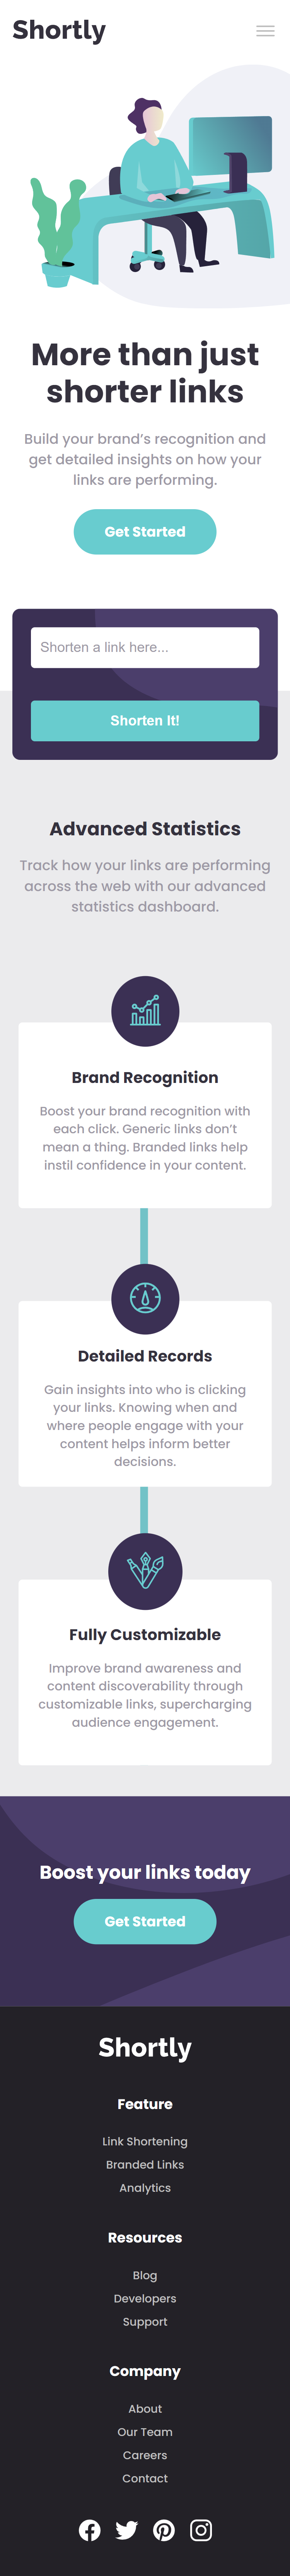 Shortly
More than just
shorter links
Build your brand's recognition and
get detailed insights on how your
links are performing.
Get Started
Shorten a link here...
Shorten It!
Advanced Statistics
Track how your links are performing
across the web with our advanced
statistics dashboard.
Brand Recognition
Boost your brand recognition with
each click. Generic links don't
mean a thing. Branded links help
instil confidence in your content.
Detailed Records
Gain insights into who is clicking
your links. Knowing when and
where people engage with your
content helps inform better
decisions.
Fully Customizable
Improve brand awareness and
content discoverability through
customizable links, supercharging
audience engagement.
Boost your links today
Get Started
Shortly
Feature
Link Shortening
Branded Links
Analytics
Resources
Blog
Developers
Support
Company
About
Our Team
Careers
Contact